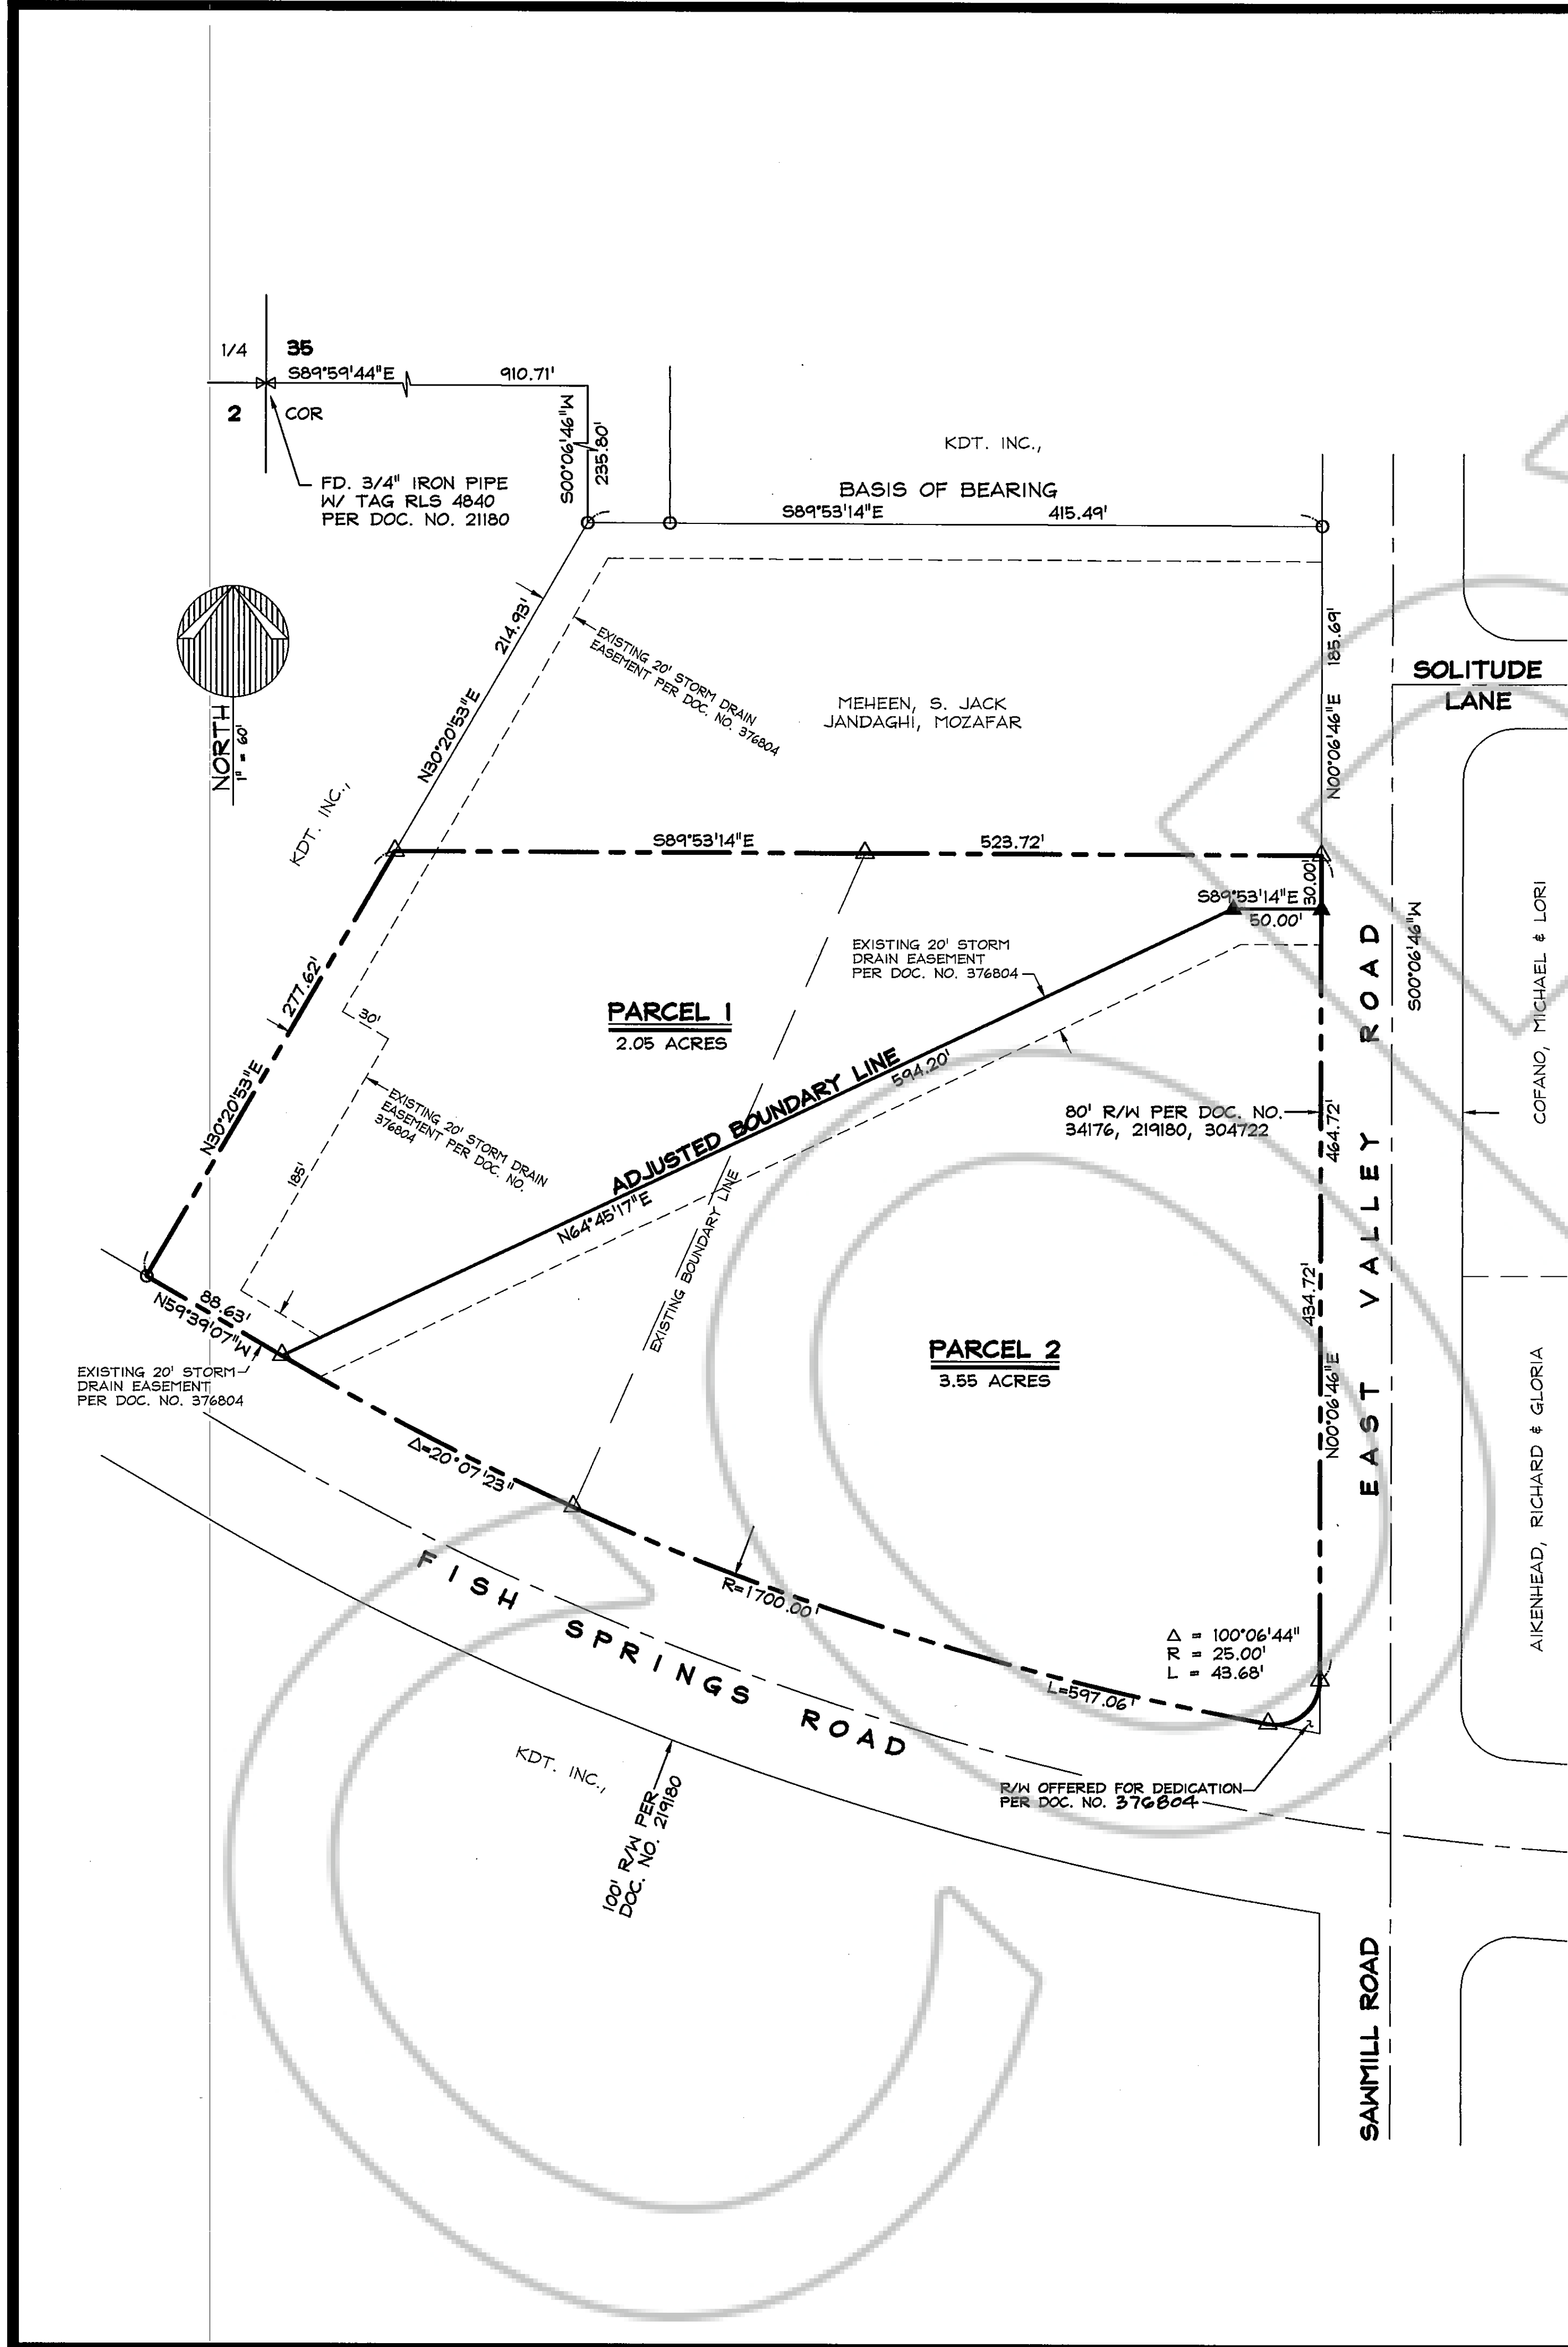 1/4
35
S89°59'44"E
910.71'
2
COR
S00°06'46"W
235.80'
FD. 3/4" IRON PIPE
W/ TAG RLS 4840
PER DOC. NO. 21180
KDT. INC.,
BASIS OF BEARING
S89°53'14"E
415.49'
NORTH
1" = 60'
214.93'
N30°20'53"E
EXISTING 20' STORM DRAIN
EASEMENT PER DOC. NO. 376804
MEHEEN, S. JACK
JANDAGHI, MOZAFAR
185.69'
N00°06'46"E
SOLITUDE
LANE
KDT. INC.,
S89°53'14"E
523.72'
S89°53'14"E
50.00'
30.00'
277.62'
N30°20'53"E
30'
EXISTING 20' STORM
DRAIN EASEMENT
PER DOC. NO. 376804
PARCEL 1
2.05 ACRES
S00°06'46"W
COFANO, MICHAEL & LORI
EXISTING 20' STORM DRAIN
EASEMENT PER DOC. NO.
376804
185'
ADJUSTED BOUNDARY LINE
594.20'
N64°45'17"E
EXISTING BOUNDARY LINE
80' R/W PER DOC. NO.
34176, 219180, 304722
464.72'
434.72'
N00°06'46"E
EAST VALLEY ROAD
88.63'
N59°39'07"W
EXISTING 20' STORM
DRAIN EASEMENT
PER DOC. NO. 376804
PARCEL 2
3.55 ACRES
AIKENHEAD, RICHARD & GLORIA
Δ=20°07'23"
R=1700.00'
L=597.06'
Δ = 100°06'44"
R = 25.00'
L = 43.68'
FISH SPRINGS ROAD
KDT. INC.,
100' R/W PER
DOC. NO. 219180
R/W OFFERED FOR DEDICATION
PER DOC. NO. 376804
SAWMILL ROAD